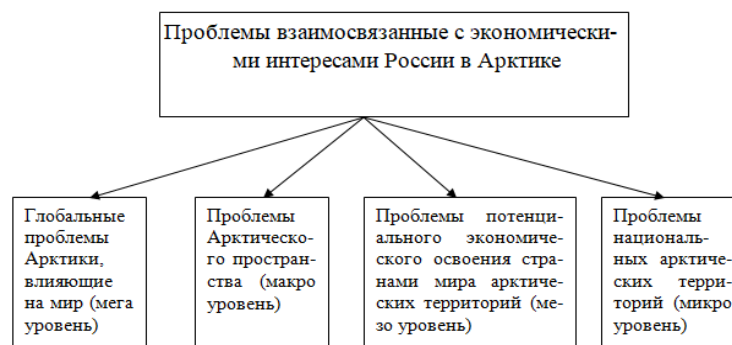 Проблемы взаимосвязанные с экономически-
ми интересами России в Арктике
Глобальные
проблемы
Арктики,
влияющие
на мир (мега
уровень)
Проблемы
Арктическо-
го простран-
ства (макро
уровень)
Проблемы потенци-
ального экономиче-
ского освоения стра-
нами мира арктиче-
ских территорий (ме-
зо уровень)
Проблемы
националь-
ных арктиче-
ских терри-
торий (микро
уровень)